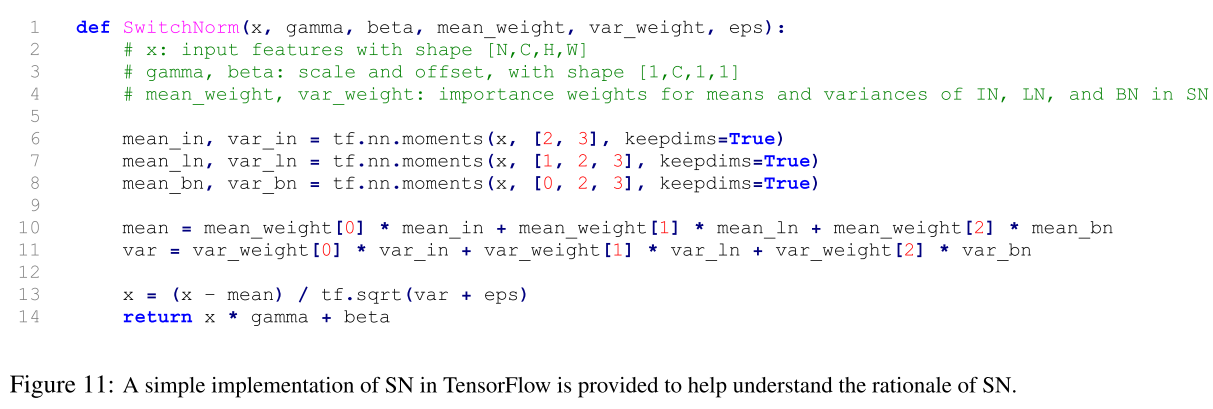 1 def SwitchNorm(x, gamma, beta, mean_weight, var_weight, eps):
2 # x: input features with shape [N,C,H,W]
3 # gamma, beta: scale and offset, with shape [1,C,1,1]
4 # mean_weight, var_weight: importance weights for means and variances of IN, LN, and BN in SN
5
6 mean_in, var_in = tf.nn.moments(x, [2, 3], keepdims=True)
7 mean_ln, var_ln = tf.nn.moments(x, [1, 2, 3], keepdims=True)
8 mean_bn, var_bn = tf.nn.moments(x, [0, 2, 3], keepdims=True)
9
10 mean = mean_weight[0] * mean_in + mean_weight[1] * mean_ln + mean_weight[2] * mean_bn
11 var = var_weight[0] * var_in + var_weight[1] * var_ln + var_weight[2] * var_bn
12
13 x = (x - mean) / tf.sqrt(var + eps)
14 return x * gamma + beta
Figure 11: A simple implementation of SN in TensorFlow is provided to help understand the rationale of SN.